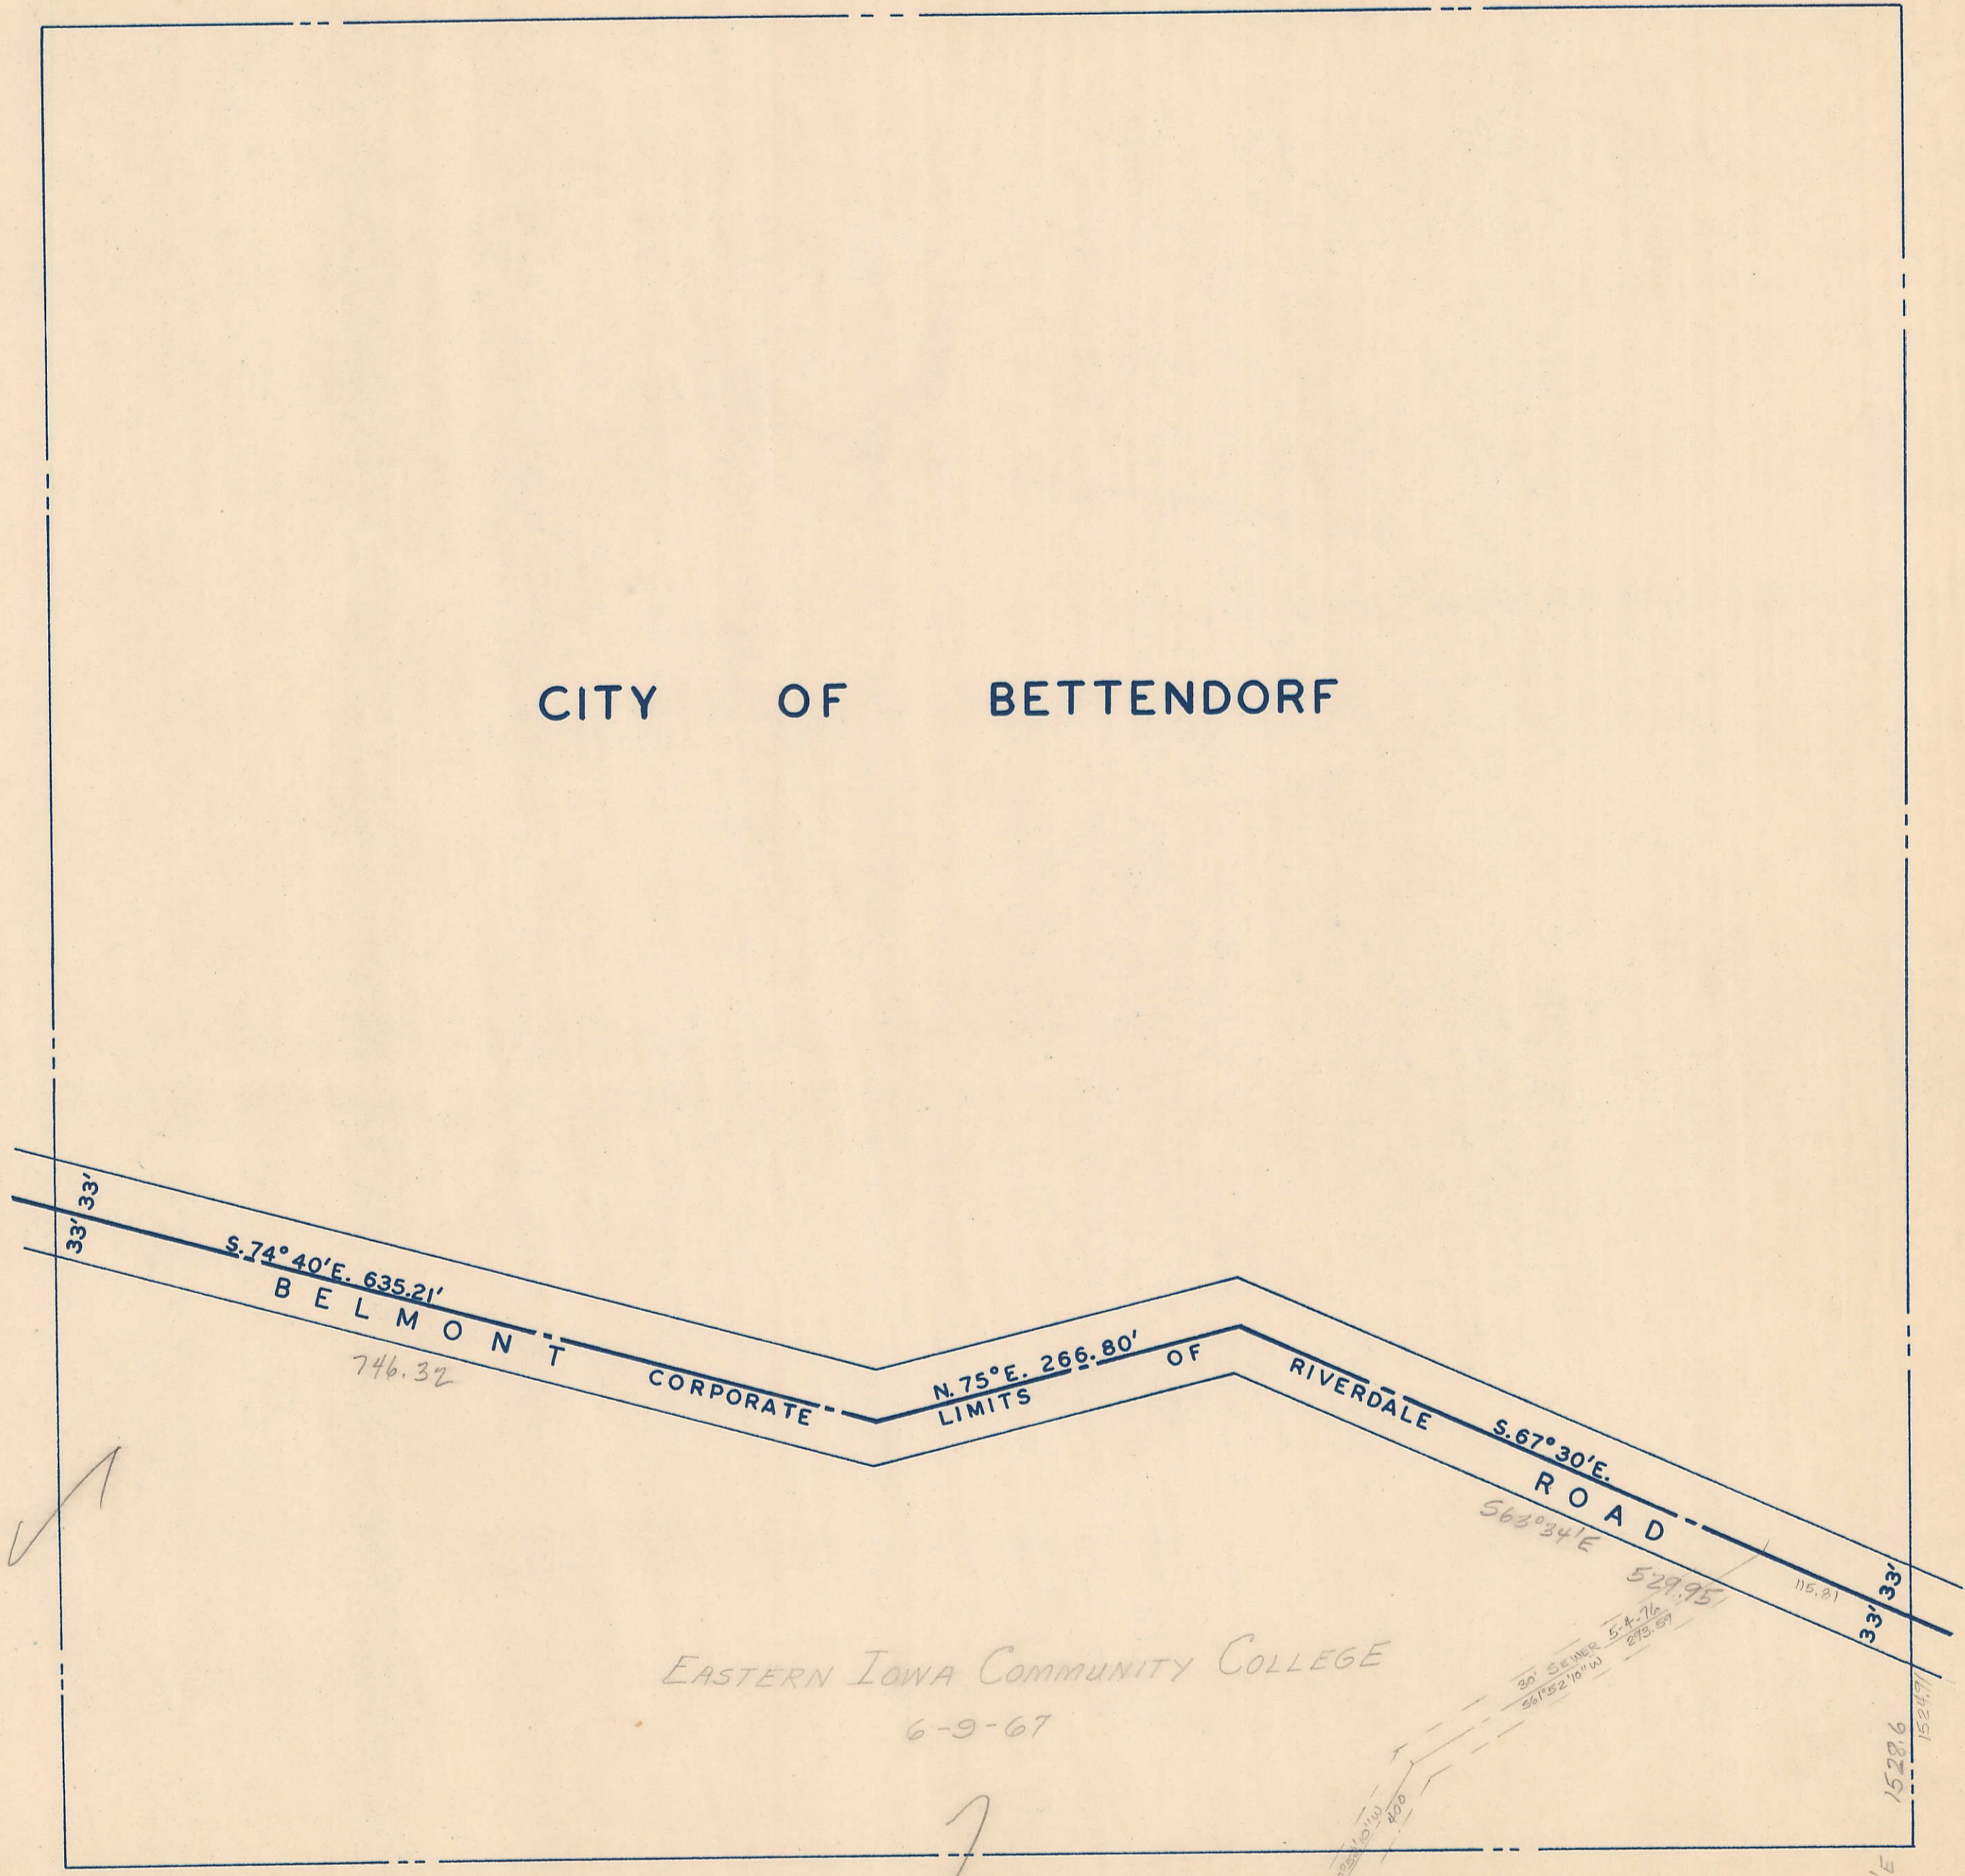 CITY OF BETTENDORF
33'
33'
S. 74° 40' E. 635.21'
BELMONT
746.32
CORPORATE
N. 75° E. 266.80'
LIMITS
OF
RIVERDALE
S. 67° 30' E.
ROAD
S63°34'E
529.95
115.81
33'
33'
5-4-76
30' SEWER
293.59
S61°52'10"W
EASTERN IOWA COMMUNITY COLLEGE
6-9-67
1524.91
1528.6
400